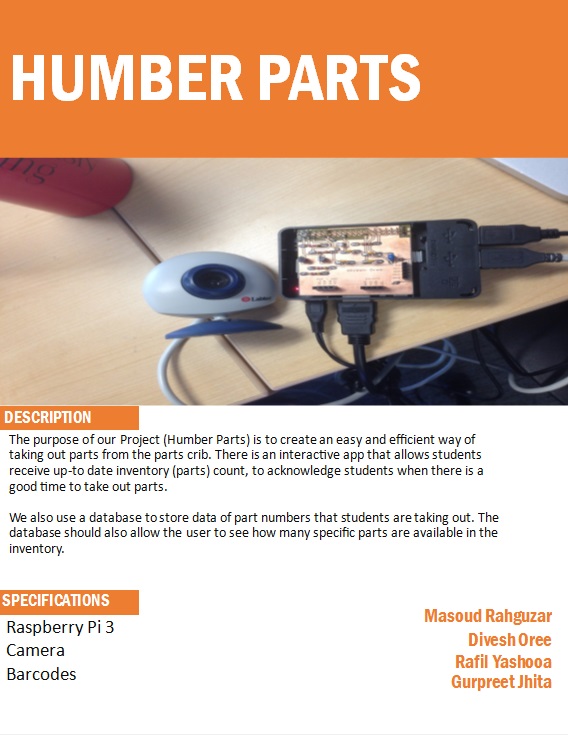 HUMBER PARTS
Labtec
DESCRIPTION
The purpose of our Project (Humber Parts) is to create an easy and efficient way of
taking out parts from the parts crib. There is an interactive app that allows students
receive up-to date inventory (parts) count, to acknowledge students when there is a
good time to take out parts.
We also use a database to store data of part numbers that students are taking out. The
database should also allow the user to see how many specific parts are available in the
inventory.
SPECIFICATIONS
Raspberry Pi 3
Camera
Barcodes
Masoud Rahguzar
Divesh Oree
Rafil Yashooa
Gurpreet Jhita